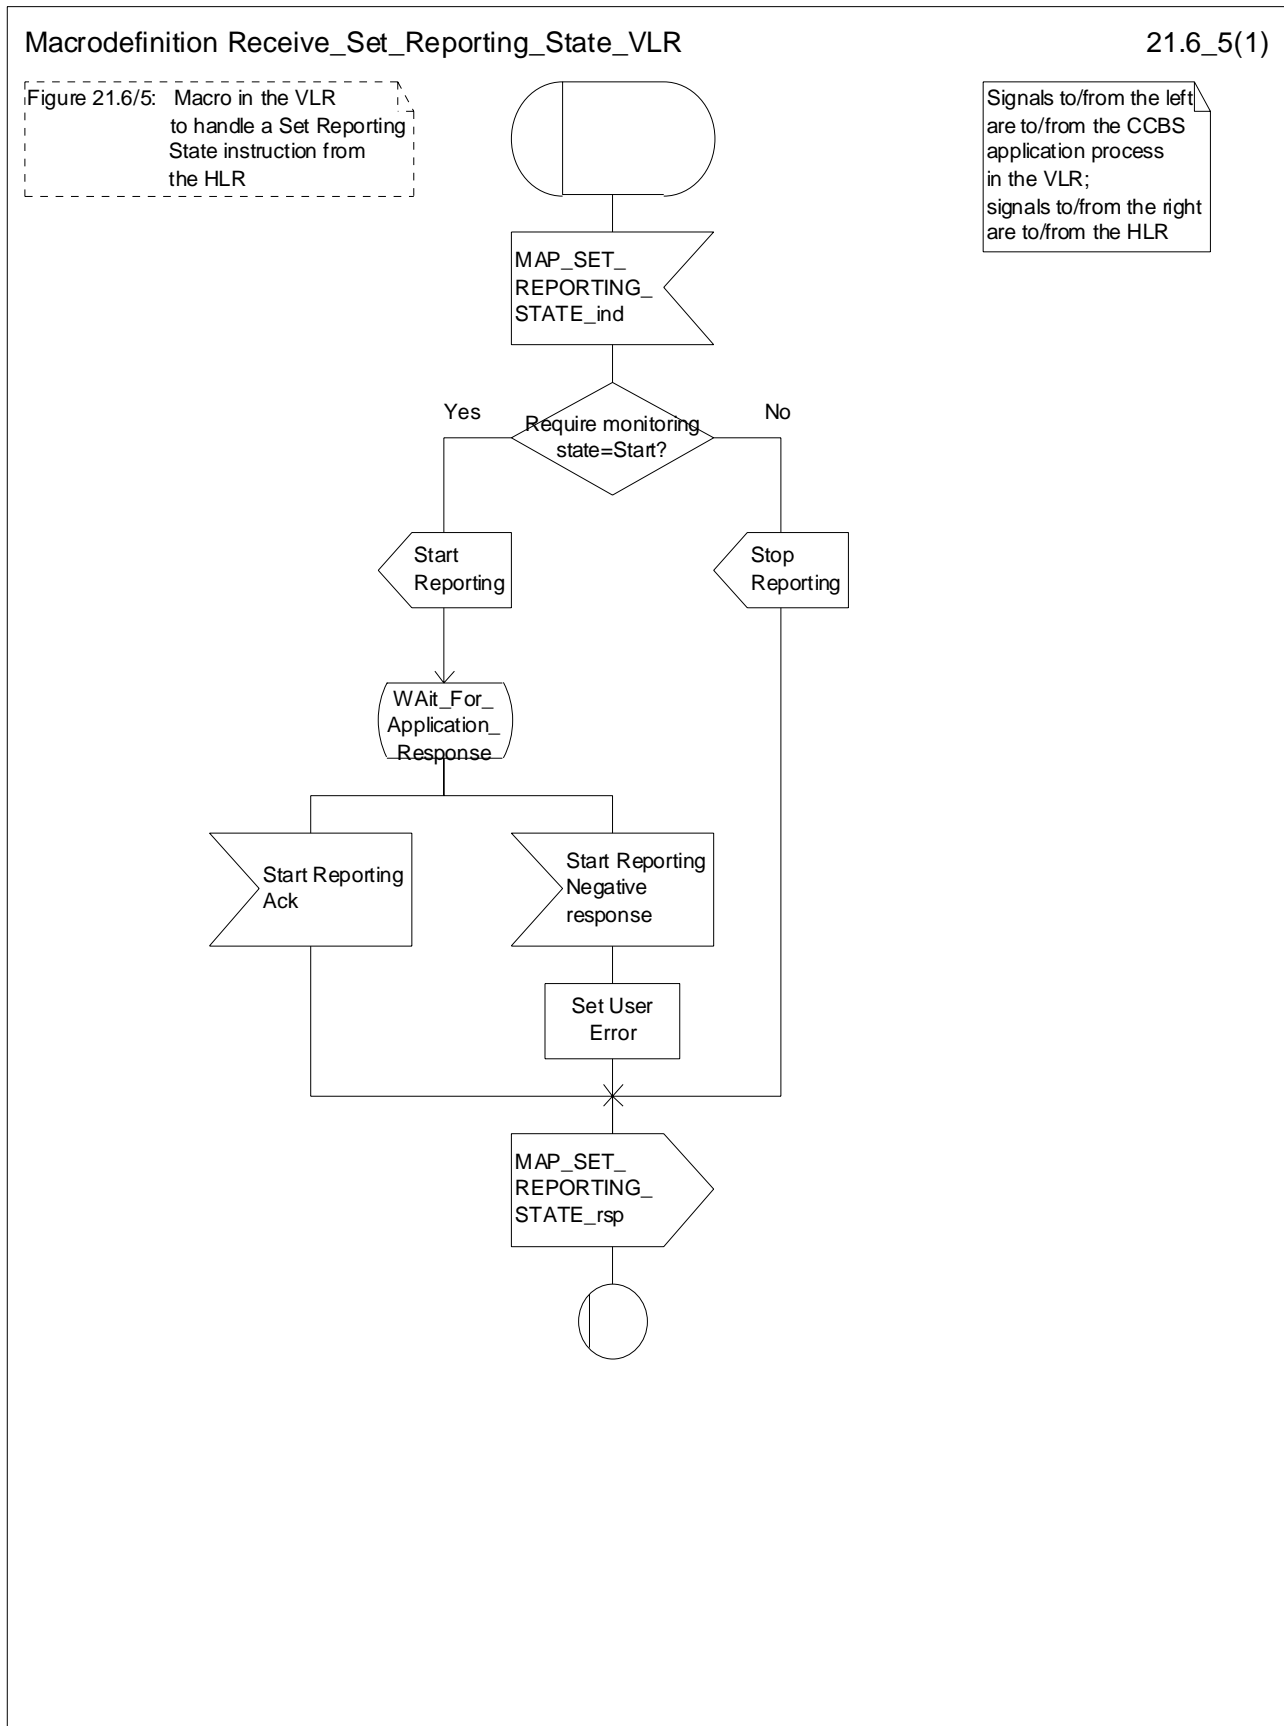 Macrodefinition Receive_Set_Reporting_State_VLR
21.6_5(1)
Figure 21.6/5: Macro in the VLR
to handle a Set Reporting
State instruction from
the HLR
Signals to/from the left
are to/from the CCBS
application process
in the VLR;
signals to/from the right
are to/from the HLR
MAP_SET_
REPORTING_
STATE_ind
Yes
No
Require monitoring
state=Start?
Start
Reporting
Stop
Reporting
WAit_For_
Application_
Response
Start Reporting
Ack
Start Reporting
Negative
response
Set User
Error
MAP_SET_
REPORTING_
STATE_rsp